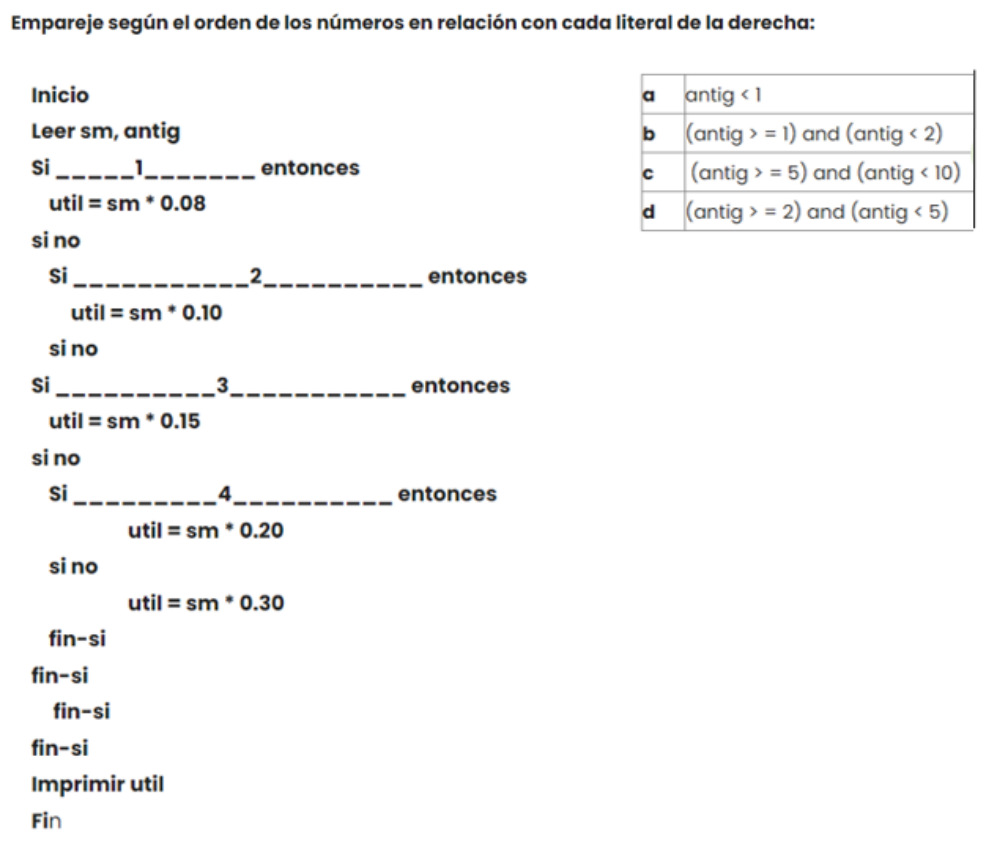 Empareje según el orden de los números en relación con cada literal de la derecha:
Inicio
Leer sm, antig
Si _____1_______ entonces
util = sm * 0.08
si no
Si ___________2__________ entonces
util = sm * 0.10
si no
Si __________3___________ entonces
util = sm * 0.15
si no
Si _________4__________ entonces
util = sm * 0.20
si no
util = sm * 0.30
fin-si
fin-si
fin-si
fin-si
Imprimir util
Fin
a antig < 1
b (antig > = 1) and (antig < 2)
c (antig > = 5) and (antig < 10)
d (antig > = 2) and (antig < 5)